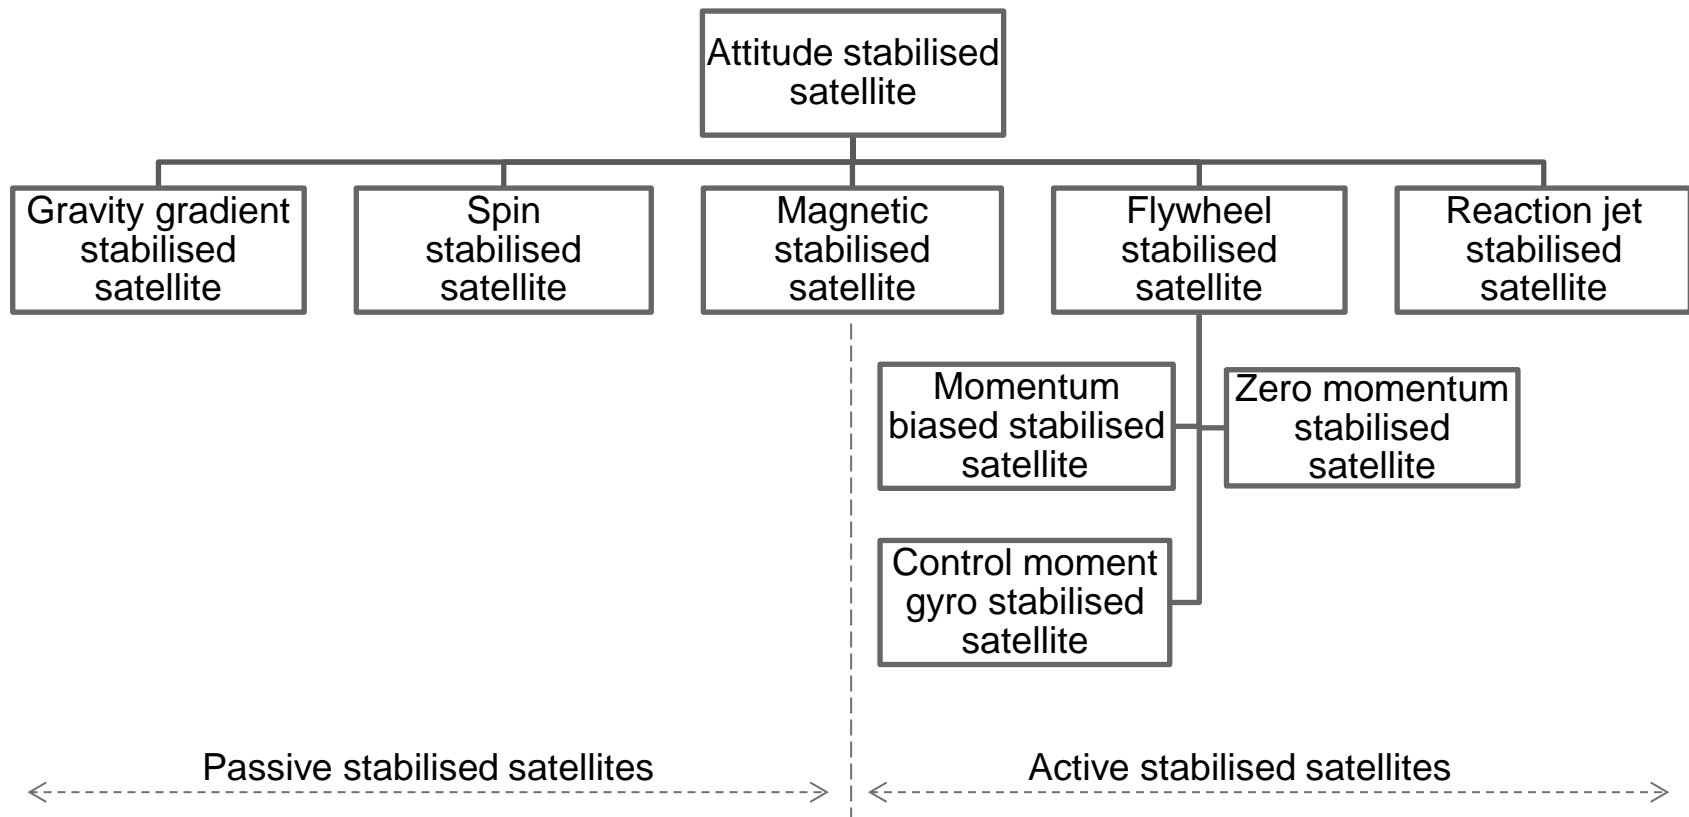 Attitude stabilised
satellite
Gravity gradient
stabilised
satellite
Spin
stabilised
satellite
Magnetic
stabilised
satellite
Flywheel
stabilised
satellite
Reaction jet
stabilised
satellite
Momentum
biased stabilised
satellite
Zero momentum
stabilised
satellite
Control moment
gyro stabilised
satellite
Passive stabilised satellites
Active stabilised satellites